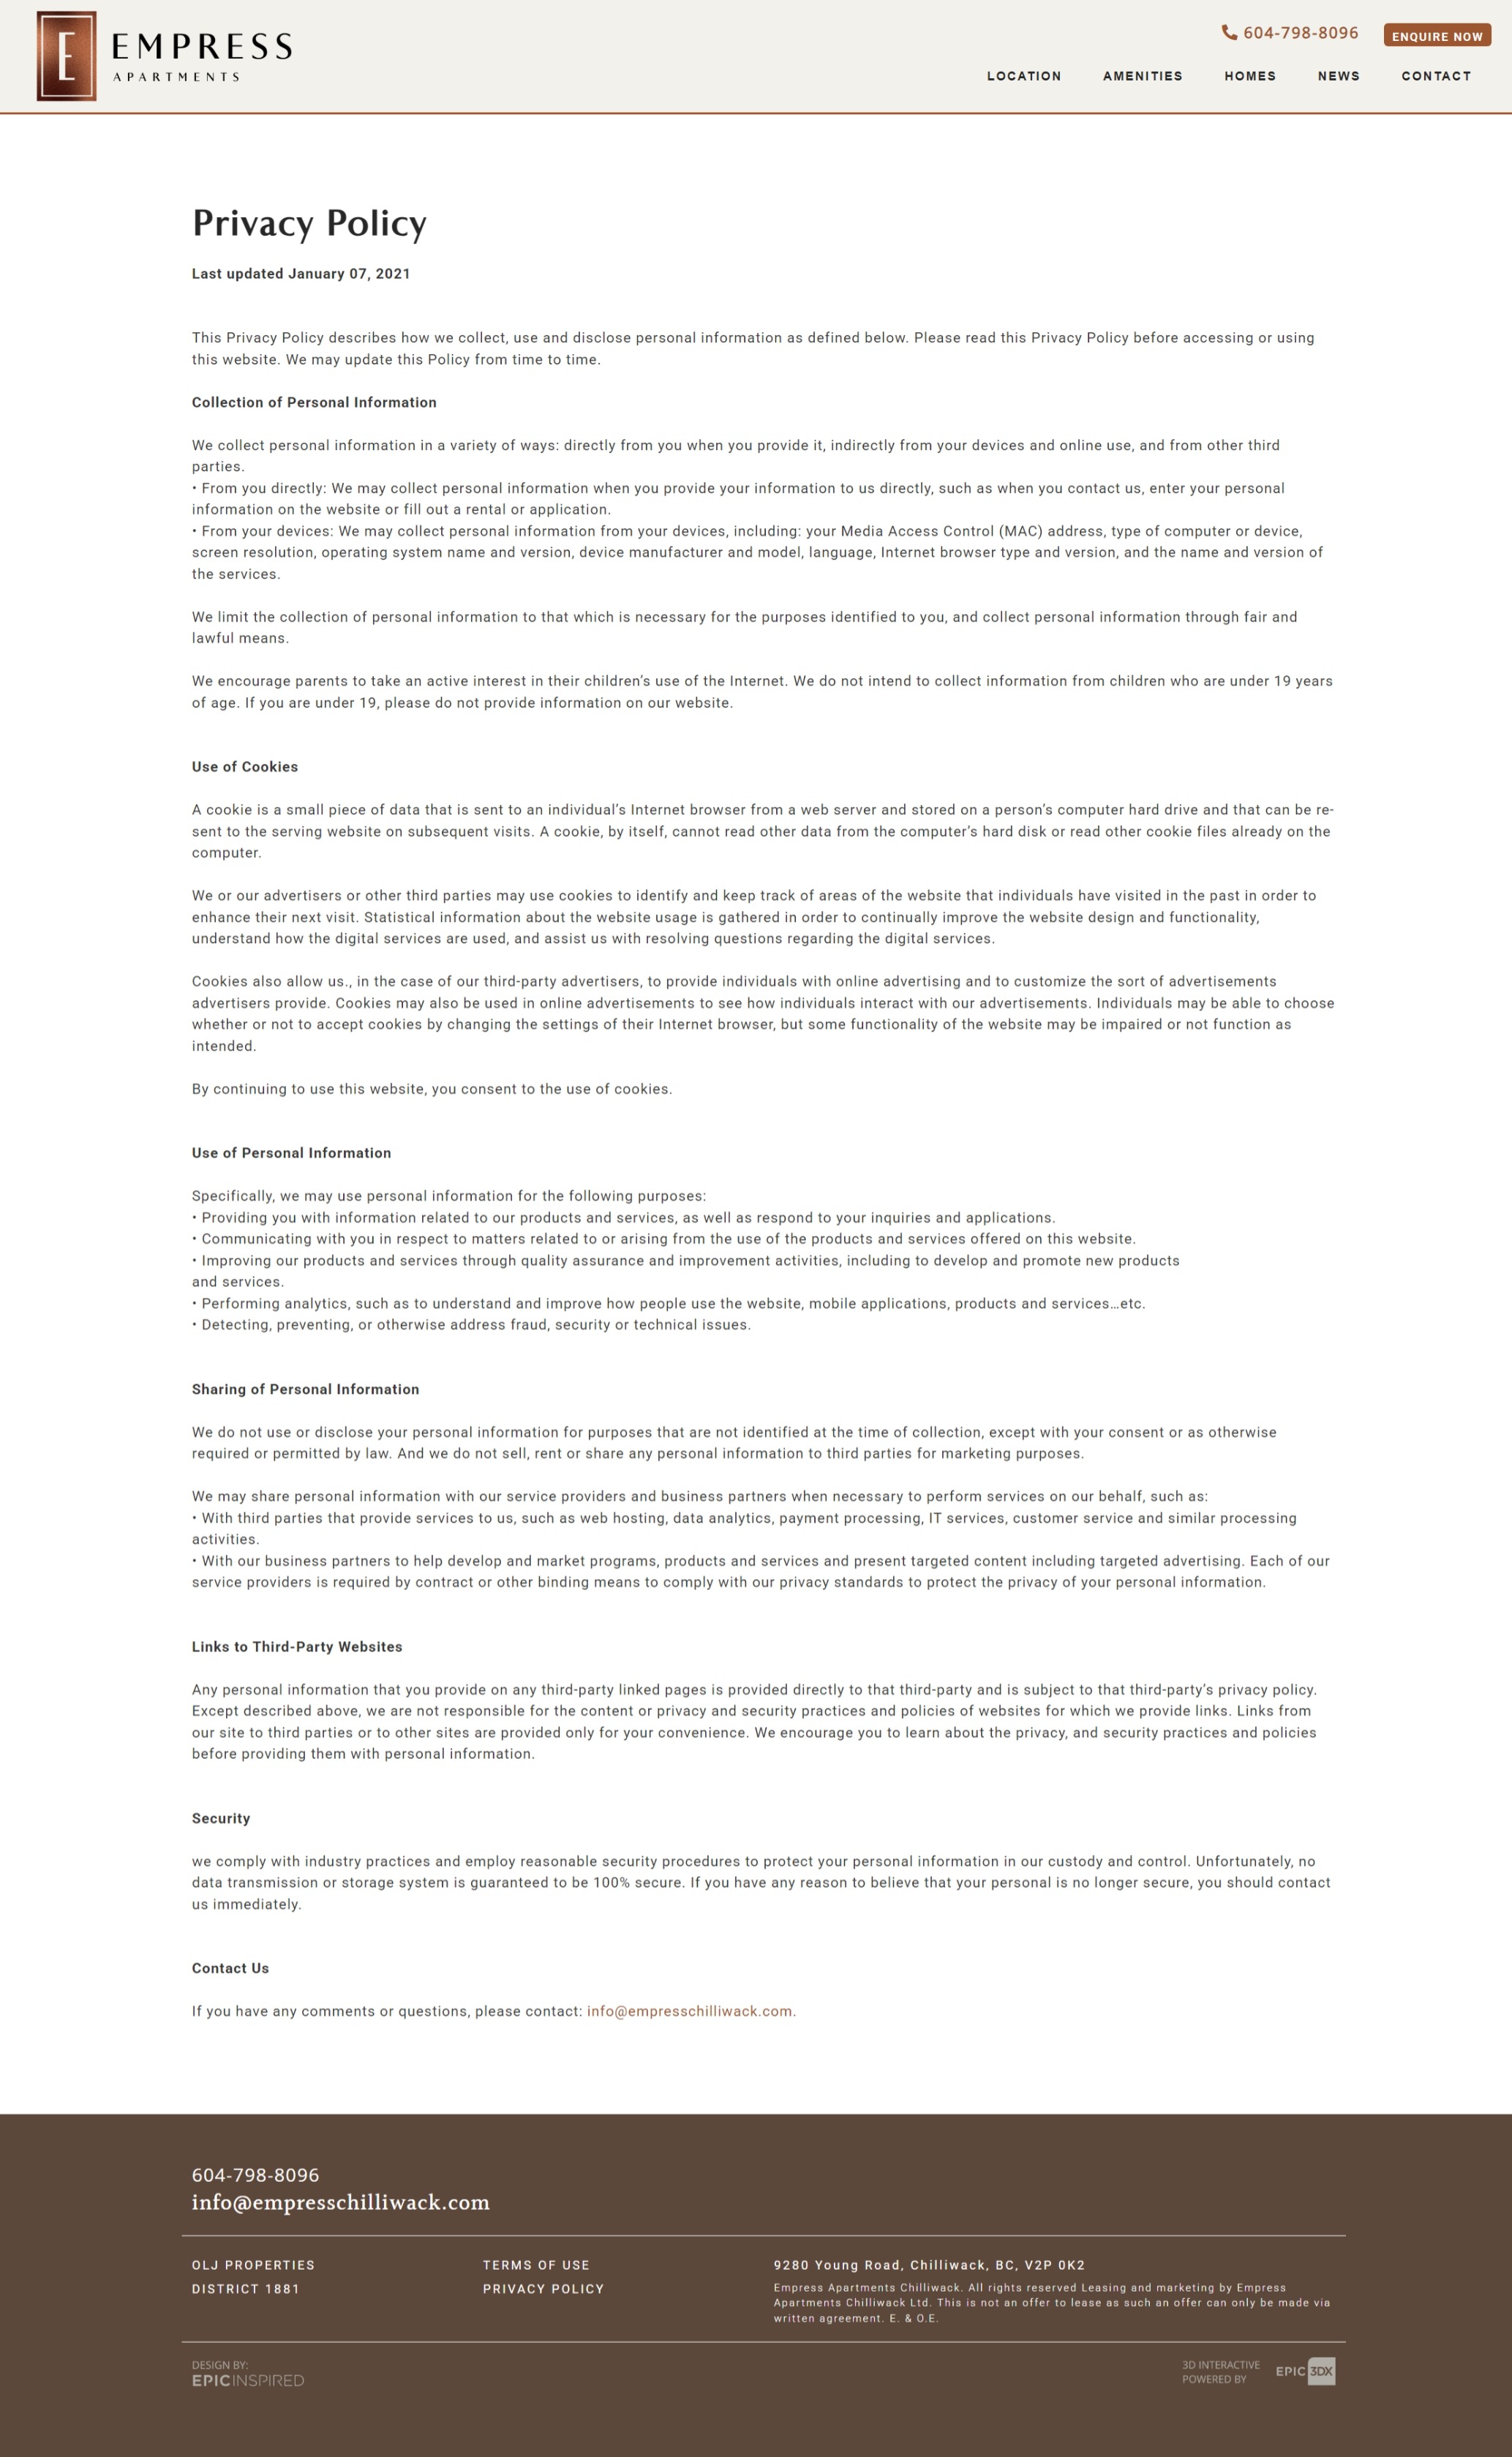 E EMPRESS
APARTMENTS
604-798-8096 ENQUIRE NOW
LOCATION AMENITIES HOMES NEWS CONTACT
Privacy Policy
Last updated January 07, 2021
This Privacy Policy describes how we collect, use and disclose personal information as defined below. Please read this Privacy Policy before accessing or using
this website. We may update this Policy from time to time.
Collection of Personal Information
We collect personal information in a variety of ways: directly from you when you provide it, indirectly from your devices and online use, and from other third
parties.
• From you directly: We may collect personal information when you provide your information to us directly, such as when you contact us, enter your personal
information on the website or fill out a rental or application.
• From your devices: We may collect personal information from your devices, including: your Media Access Control (MAC) address, type of computer or device,
screen resolution, operating system name and version, device manufacturer and model, language, Internet browser type and version, and the name and version of
the services.
We limit the collection of personal information to that which is necessary for the purposes identified to you, and collect personal information through fair and
lawful means.
We encourage parents to take an active interest in their children’s use of the Internet. We do not intend to collect information from children who are under 19 years
of age. If you are under 19, please do not provide information on our website.
Use of Cookies
A cookie is a small piece of data that is sent to an individual’s Internet browser from a web server and stored on a person’s computer hard drive and that can be re-
sent to the serving website on subsequent visits. A cookie, by itself, cannot read other data from the computer’s hard disk or read other cookie files already on the
computer.
We or our advertisers or other third parties may use cookies to identify and keep track of areas of the website that individuals have visited in the past in order to
enhance their next visit. Statistical information about the website usage is gathered in order to continually improve the website design and functionality,
understand how the digital services are used, and assist us with resolving questions regarding the digital services.
Cookies also allow us., in the case of our third-party advertisers, to provide individuals with online advertising and to customize the sort of advertisements
advertisers provide. Cookies may also be used in online advertisements to see how individuals interact with our advertisements. Individuals may be able to choose
whether or not to accept cookies by changing the settings of their Internet browser, but some functionality of the website may be impaired or not function as
intended.
By continuing to use this website, you consent to the use of cookies.
Use of Personal Information
Specifically, we may use personal information for the following purposes:
• Providing you with information related to our products and services, as well as respond to your inquiries and applications.
• Communicating with you in respect to matters related to or arising from the use of the products and services offered on this website.
• Improving our products and services through quality assurance and improvement activities, including to develop and promote new products
and services.
• Performing analytics, such as to understand and improve how people use the website, mobile applications, products and services…etc.
• Detecting, preventing, or otherwise address fraud, security or technical issues.
Sharing of Personal Information
We do not use or disclose your personal information for purposes that are not identified at the time of collection, except with your consent or as otherwise
required or permitted by law. And we do not sell, rent or share any personal information to third parties for marketing purposes.
We may share personal information with our service providers and business partners when necessary to perform services on our behalf, such as:
• With third parties that provide services to us, such as web hosting, data analytics, payment processing, IT services, customer service and similar processing
activities.
• With our business partners to help develop and market programs, products and services and present targeted content including targeted advertising. Each of our
service providers is required by contract or other binding means to comply with our privacy standards to protect the privacy of your personal information.
Links to Third-Party Websites
Any personal information that you provide on any third-party linked pages is provided directly to that third-party and is subject to that third-party’s privacy policy.
Except described above, we are not responsible for the content or privacy and security practices and policies of websites for which we provide links. Links from
our site to third parties or to other sites are provided only for your convenience. We encourage you to learn about the privacy, and security practices and policies
before providing them with personal information.
Security
we comply with industry practices and employ reasonable security procedures to protect your personal information in our custody and control. Unfortunately, no
data transmission or storage system is guaranteed to be 100% secure. If you have any reason to believe that your personal is no longer secure, you should contact
us immediately.
Contact Us
If you have any comments or questions, please contact: info@empresschilliwack.com.
604-798-8096
info@empresschilliwack.com
OLJ PROPERTIES
DISTRICT 1881
TERMS OF USE
PRIVACY POLICY
9280 Young Road, Chilliwack, BC, V2P 0K2
Empress Apartments Chilliwack. All rights reserved Leasing and marketing by Empress
Apartments Chilliwack Ltd. This is not an offer to lease as such an offer can only be made via
written agreement. E. & O.E.
DESIGN BY:
EPICINSPIRED
3D INTERACTIVE
POWERED BY
EPIC 3DX